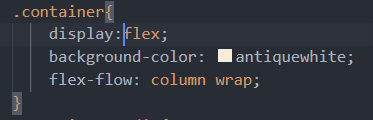 .container{
display:flex;
background-color: antiquewhite;
flex-flow: column wrap;
}